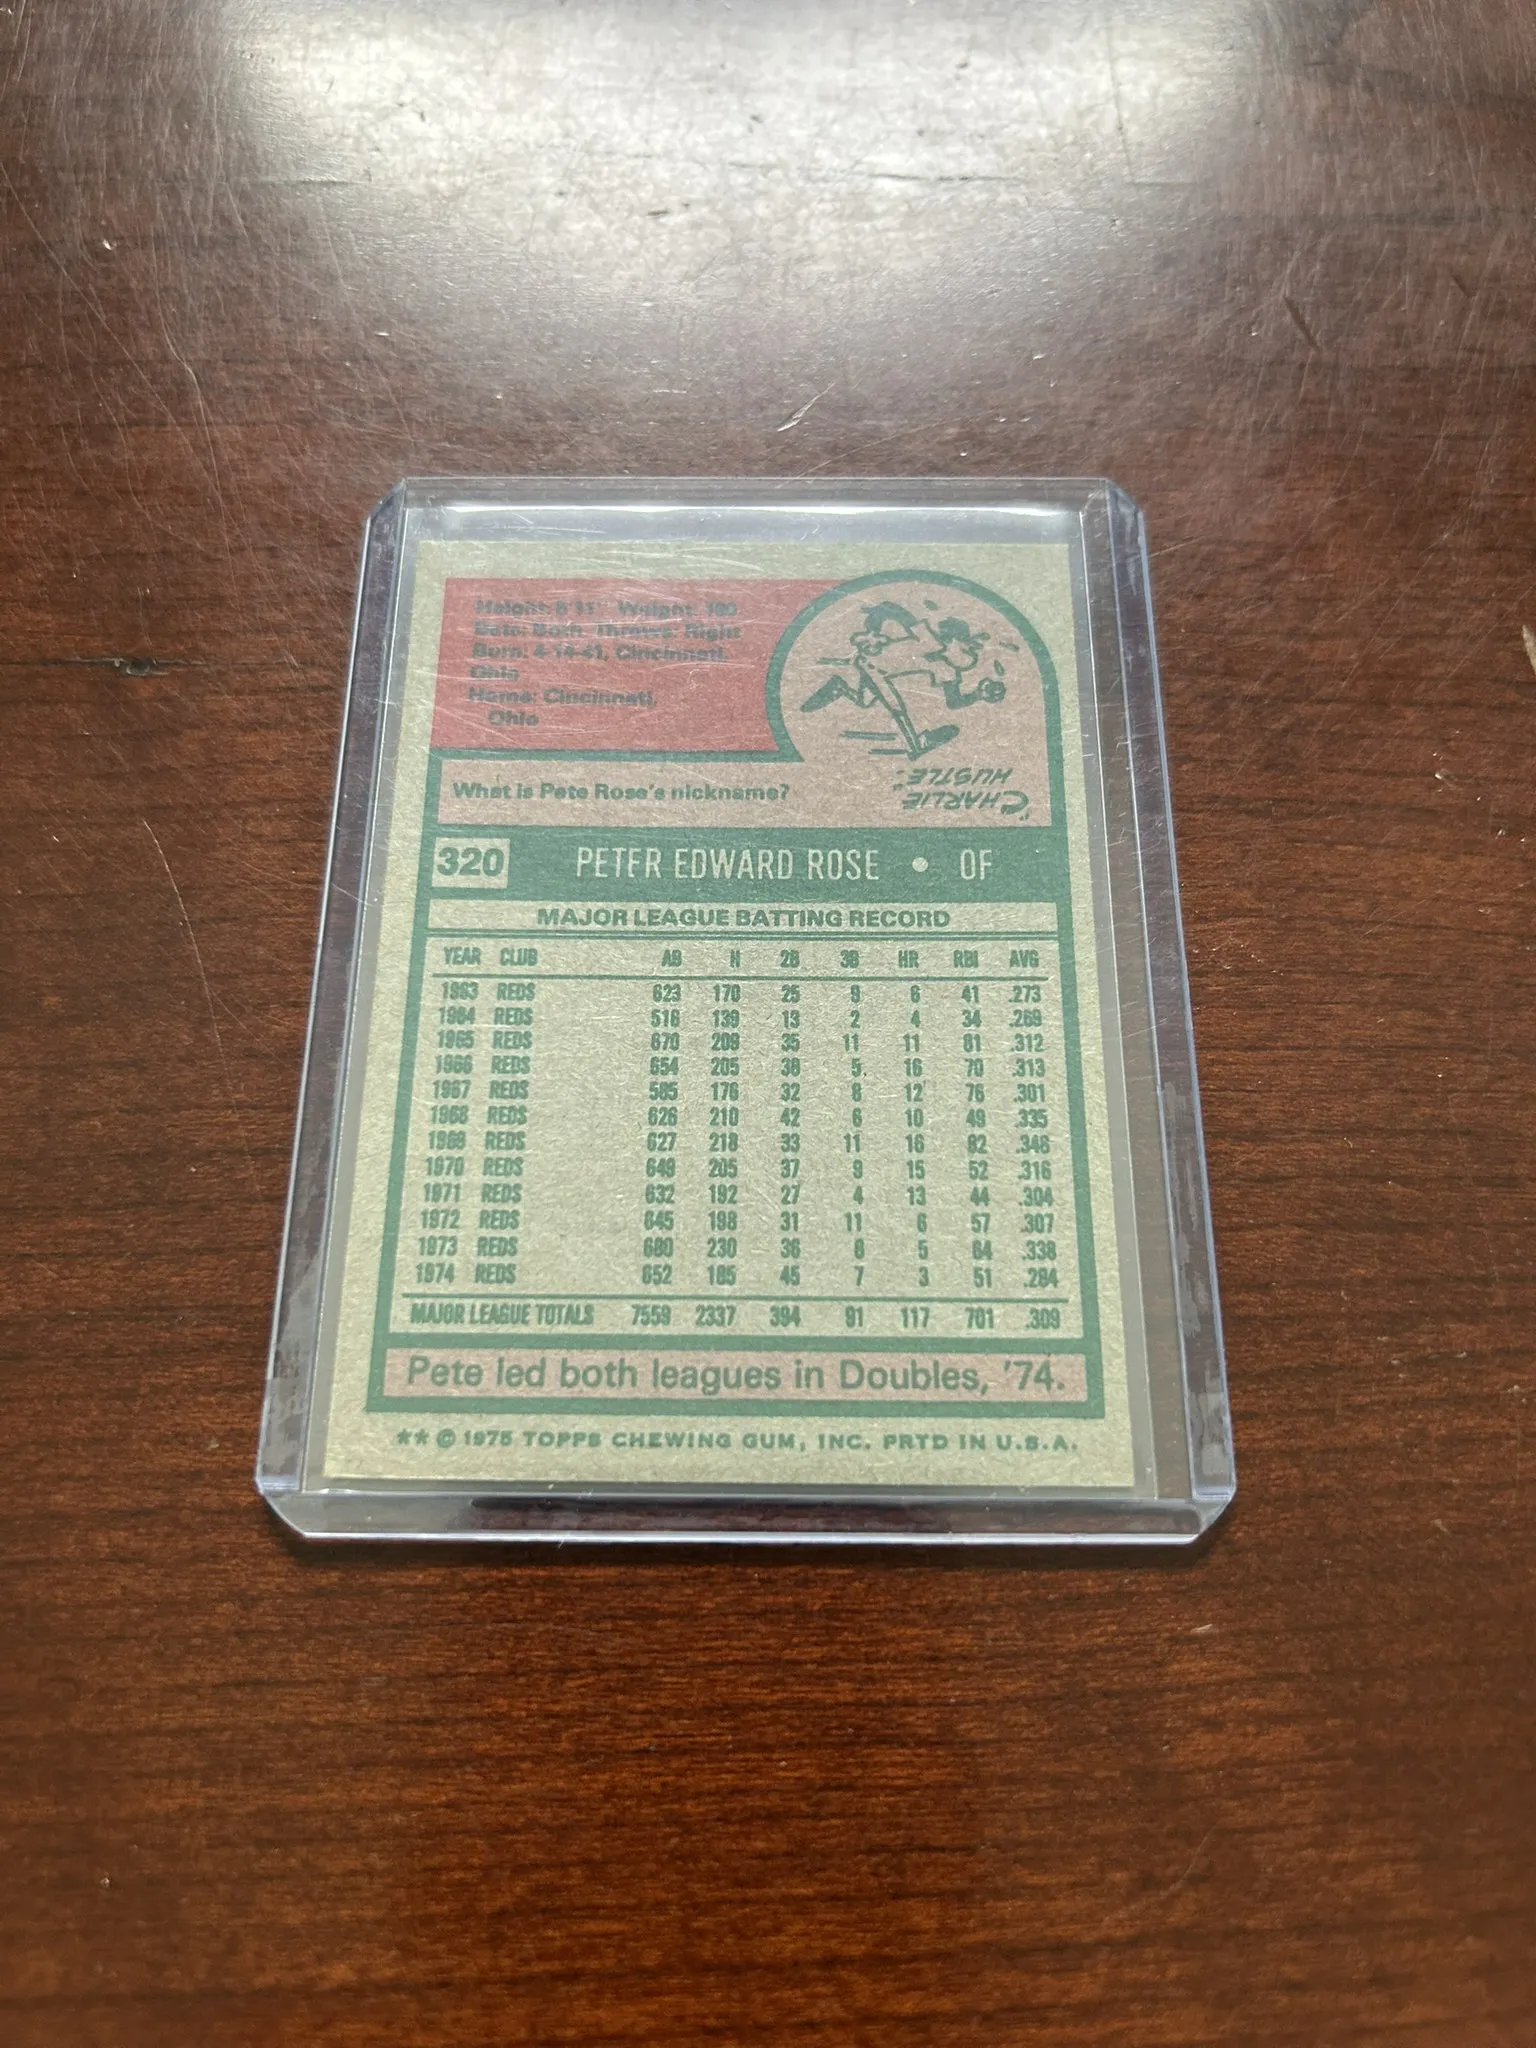 Height: 5'11" Weight: 190
Bats: Both Throws: Right
Born: 4-14-41, Cincinnati,
Ohio
Home: Cincinnati,
Ohio
What is Pete Rose's nickname?
"CHARLIE
HUSTLE".
320 PETER EDWARD ROSE • OF
MAJOR LEAGUE BATTING RECORD
YEAR CLUB AB H 2B 3B HR RBI AVG
1963 REDS 623 170 25 9 6 41 .273
1964 REDS 516 139 13 2 4 34 .269
1965 REDS 670 209 35 11 11 81 .312
1966 REDS 654 205 38 5 16 70 .313
1967 REDS 585 176 32 8 12 76 .301
1968 REDS 626 210 42 6 10 49 .335
1969 REDS 627 218 33 11 16 82 .348
1970 REDS 649 205 37 9 15 52 .316
1971 REDS 632 192 27 4 13 44 .304
1972 REDS 645 198 31 11 6 57 .307
1973 REDS 680 230 36 8 5 64 .338
1974 REDS 652 185 45 7 3 51 .284
MAJOR LEAGUE TOTALS 7559 2337 394 91 117 701 .309
Pete led both leagues in Doubles, '74.
** © 1975 TOPPS CHEWING GUM, INC. PRTD IN U.S.A.